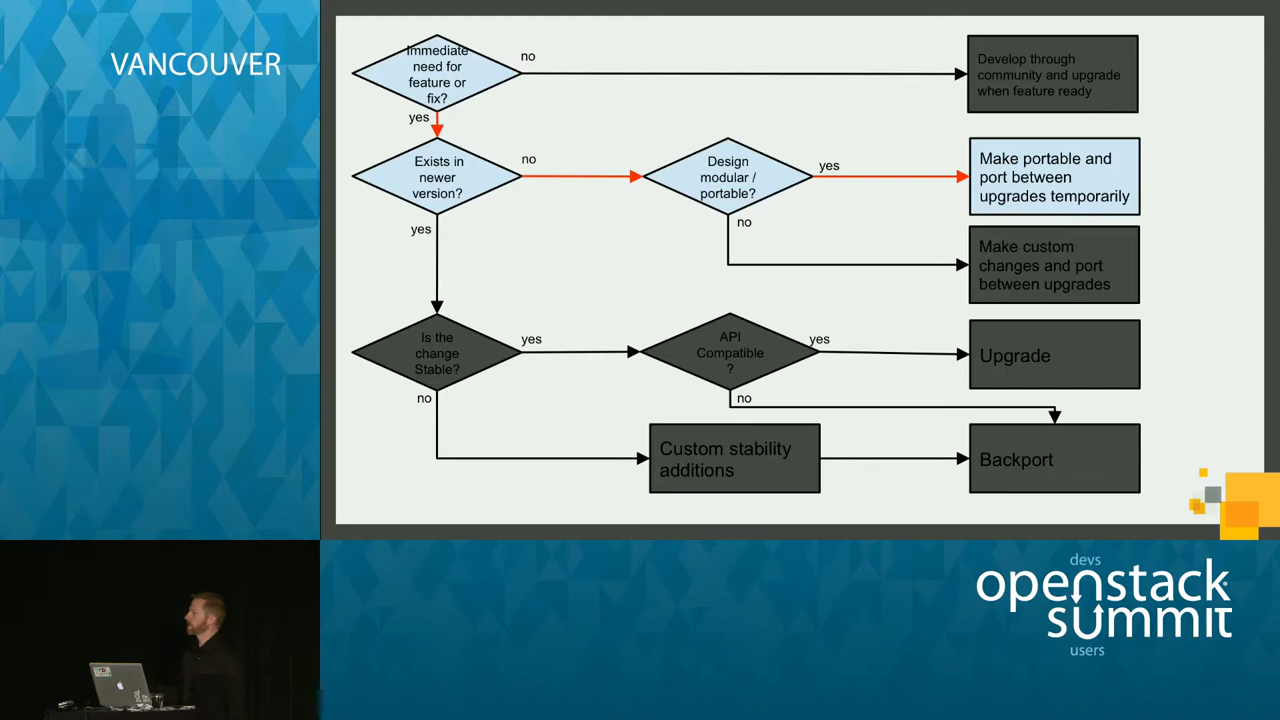 VANCOUVER
Immediate
need for
feature or
fix?
no
Develop through
community and upgrade
when feature ready
yes
Exists in
newer
version?
no
Design
modular /
portable?
yes
Make portable and
port between
upgrades temporarily
yes
no
Make custom
changes and port
between upgrades
Is the
change
Stable?
yes
API
Compatible
?
yes
Upgrade
no
no
Custom stability
additions
Backport
devs
openstack
summit
users